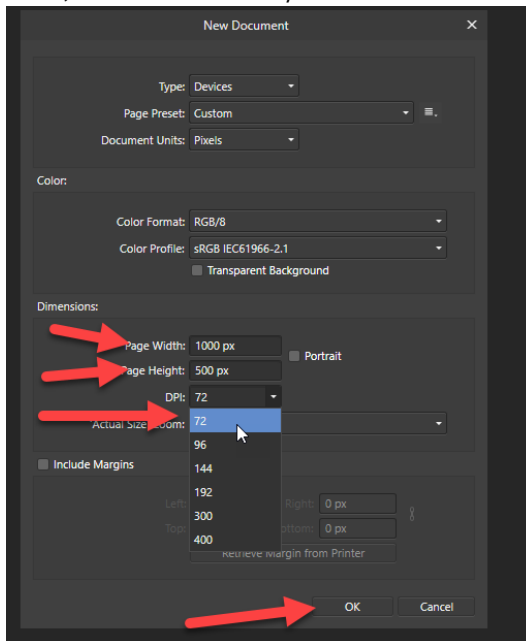 New Document
Type: Devices
Page Preset: Custom
Document Units: Pixels
Color:
Color Format: RGB/8
Color Profile: sRGB IEC61966-2.1
Transparent Background
Dimensions:
Page Width: 1000 px
Portrait
Page Height: 500 px
DPI: 72
72
96
144
192
300
400
Include Margins
Left: Right: 0 px
Top: 0 px
Retrieve Margin from Printer
OK Cancel